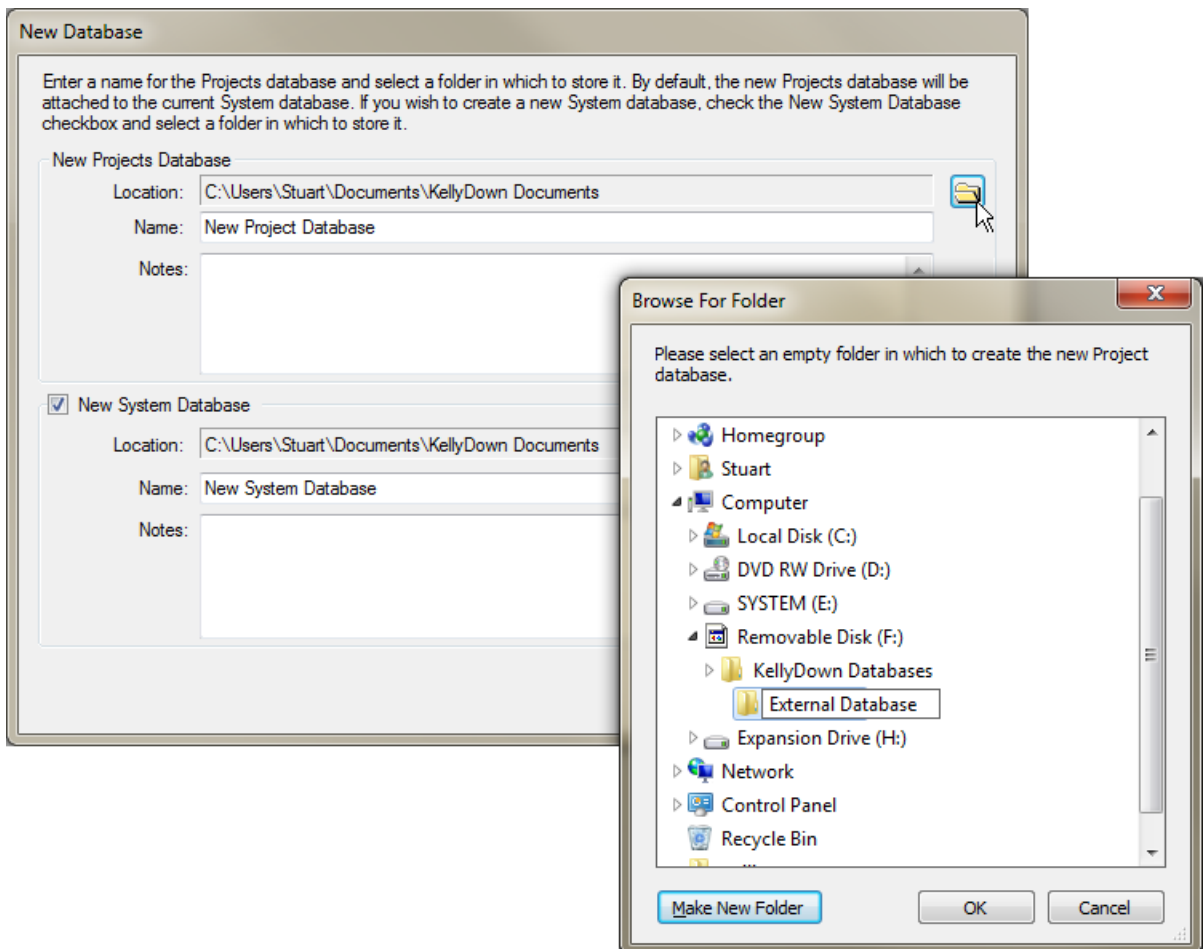 New Database
Enter a name for the Projects database and select a folder in which to store it. By default, the new Projects database will be
attached to the current System database. If you wish to create a new System database, check the New System Database
checkbox and select a folder in which to store it.
New Projects Database
Location: C:\Users\Stuart\Documents\KellyDown Documents
Name: New Project Database
Notes:
New System Database
Location: C:\Users\Stuart\Documents\KellyDown Documents
Name: New System Database
Notes:
Browse For Folder
Please select an empty folder in which to create the new Project
database.
Homegroup
Stuart
Computer
Local Disk (C:)
DVD RW Drive (D:)
SYSTEM (E:)
Removable Disk (F:)
KellyDown Databases
External Database
Expansion Drive (H:)
Network
Control Panel
Recycle Bin
Make New Folder OK Cancel